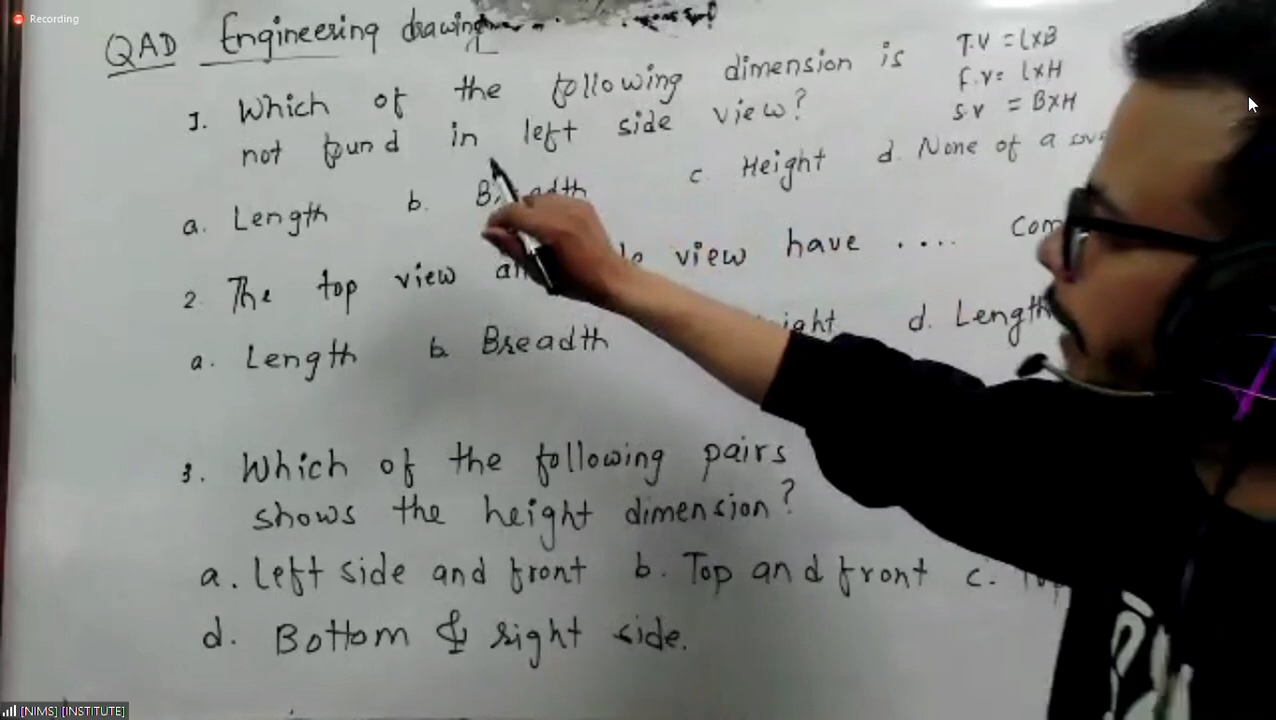 Recording
QAD Engineering drawing
T.V = l×B
F.V = l×H
S.V = B×H
1. Which of the following dimension is
not found in left side view?
a. Length b. Breadth c Height d. None of a
2. The top view view have ....
a. Length b. Breadth d. Length
3. Which of the following pairs
shows the height dimension?
a. left side and front b. Top and front c.
d. Bottom & right side.
[NIMS] [INSTITUTE]